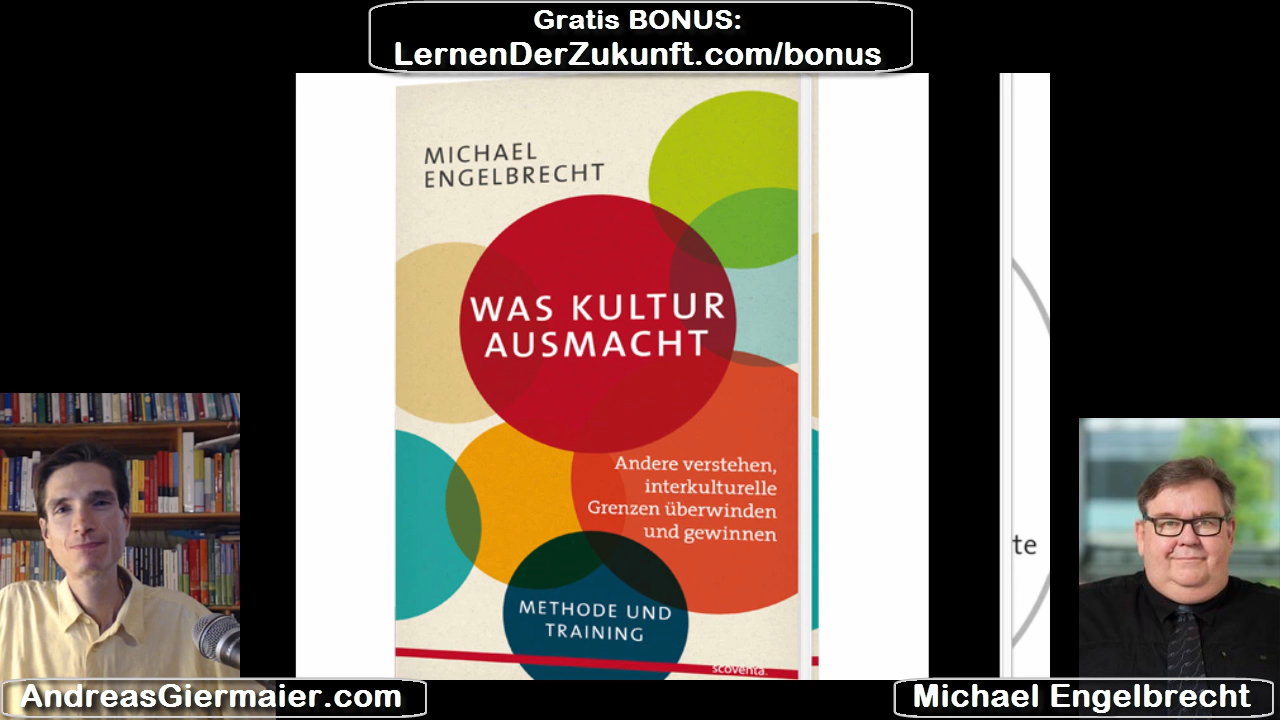 Gratis BONUS:
LernenDerZukunft.com/bonus
MICHAEL
ENGELBRECHT
WAS KULTUR
AUSMACHT
Andere verstehen,
interkulturelle
Grenzen überwinden
und gewinnen
te
METHODE UND
TRAINING
scoventa.
AndreasGiermaier.com
Michael Engelbrecht